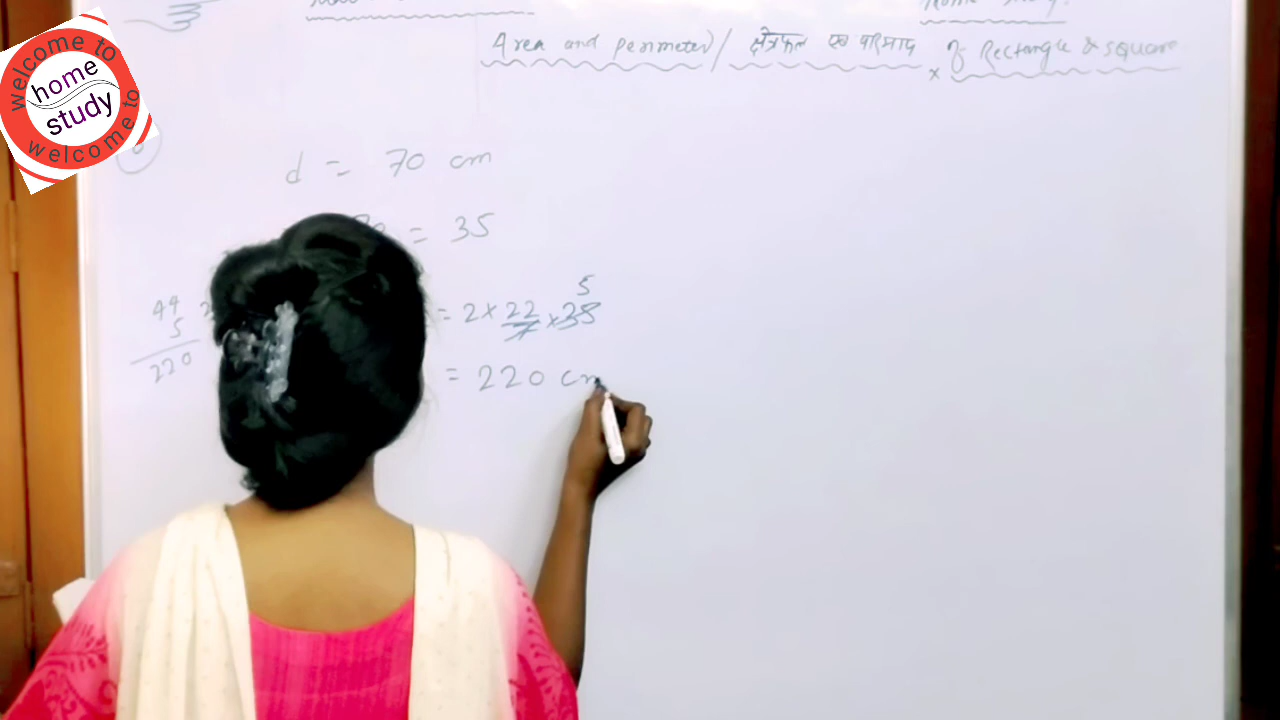 welcome to
home
study
welcome to
Area and perimeter / क्षेत्रफल एवं परिमाप of Rectangle & square
d = 70 cm
= 35
44
5
220
= 2 × 22/7 × 35 5
= 220 cm